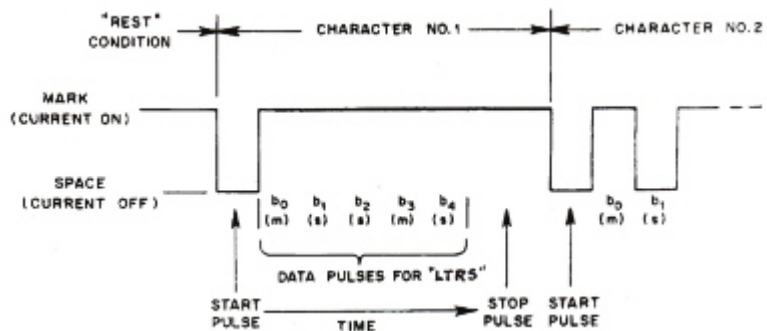 "REST"
CONDITION
CHARACTER NO.1
CHARACTER NO.2
MARK
(CURRENT ON)
SPACE
(CURRENT OFF)
b0 b1 b2 b3 b4
(m) (s) (s) (m) (s)
b0 b1
(m) (s)
DATA PULSES FOR "LTRS"
START
PULSE
TIME
STOP
PULSE
START
PULSE